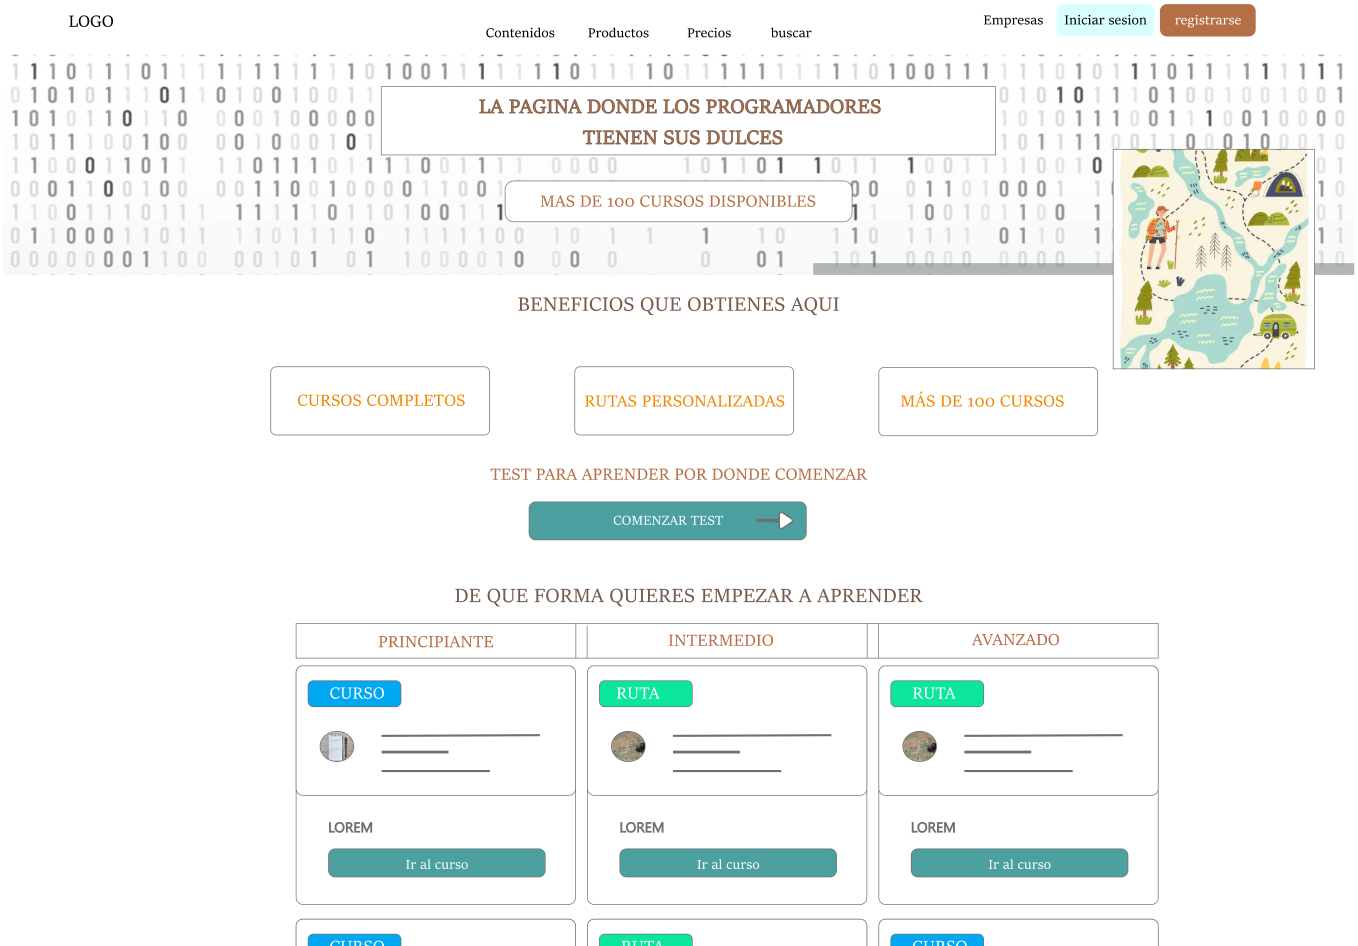 LOGO
Contenidos Productos Precios buscar
Empresas Iniciar sesion registrarse
LA PAGINA DONDE LOS PROGRAMADORES
TIENEN SUS DULCES
MAS DE 100 CURSOS DISPONIBLES
BENEFICIOS QUE OBTIENES AQUI
CURSOS COMPLETOS
RUTAS PERSONALIZADAS
MÁS DE 100 CURSOS
TEST PARA APRENDER POR DONDE COMENZAR
COMENZAR TEST
DE QUE FORMA QUIERES EMPEZAR A APRENDER
PRINCIPIANTE INTERMEDIO AVANZADO
CURSO RUTA RUTA
LOREM LOREM LOREM
Ir al curso Ir al curso Ir al curso
CURSO RUTA CURSO